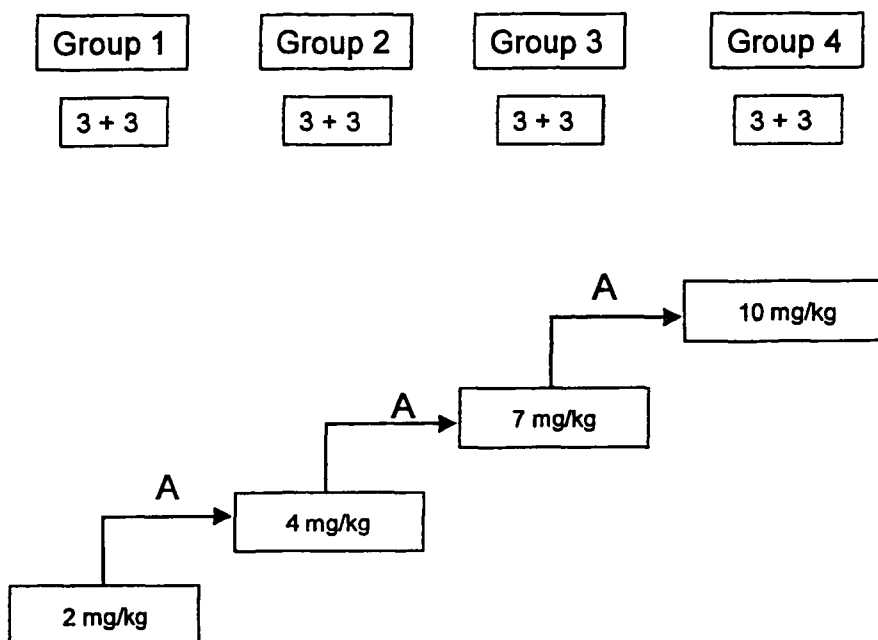 Group 1 Group 2 Group 3 Group 4
3 + 3 3 + 3 3 + 3 3 + 3
A 10 mg/kg
A 7 mg/kg
A 4 mg/kg
2 mg/kg